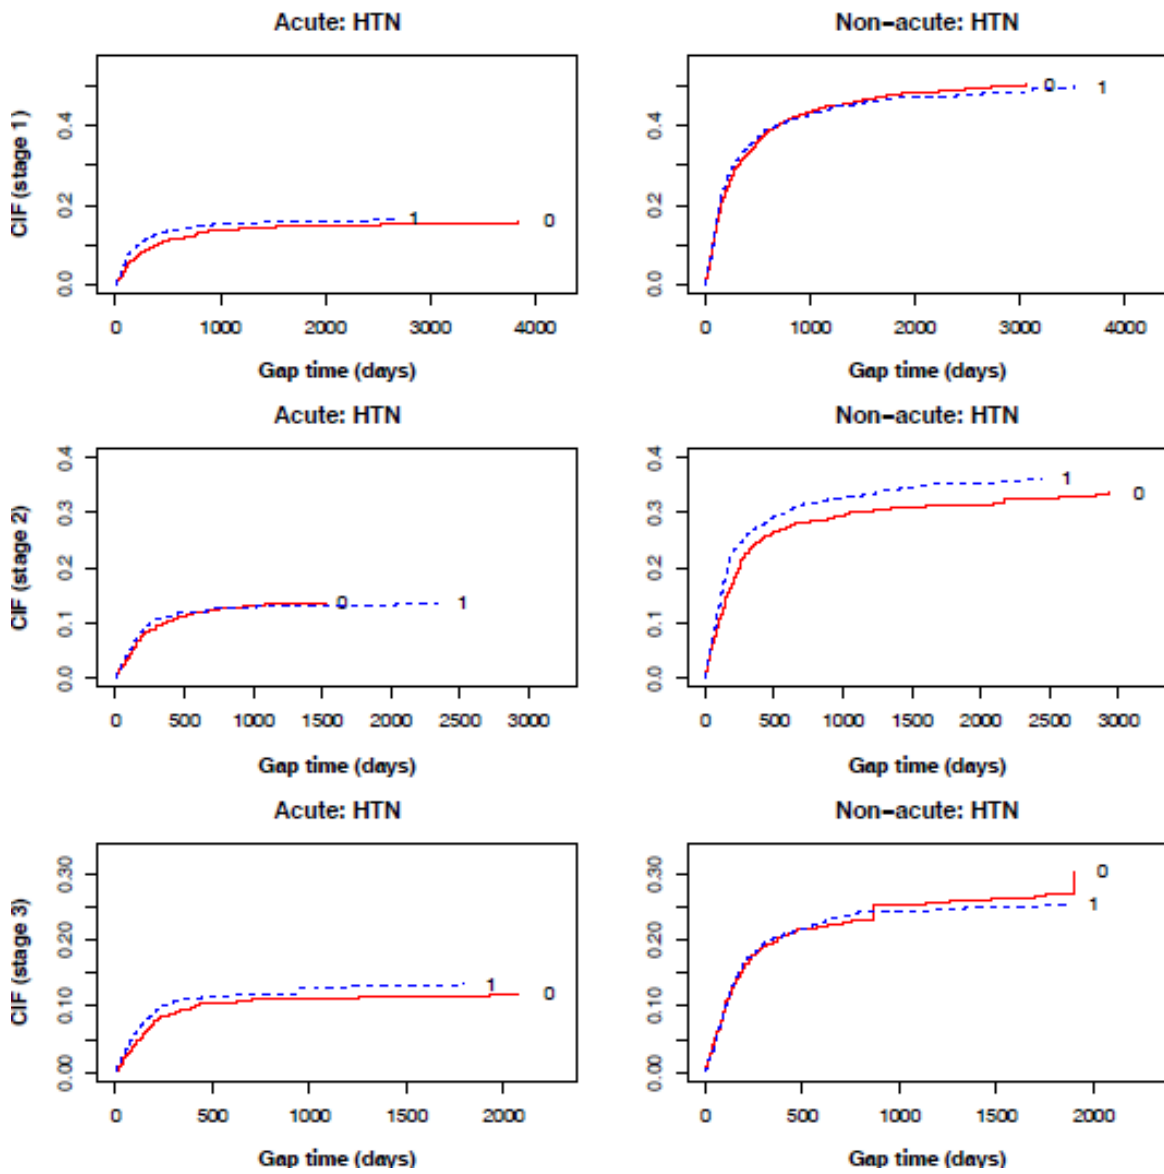 Acute: HTN
CIF (stage 1)
0.0 0.2 0.4
1
0
0 1000 2000 3000 4000
Gap time (days)
Non-acute: HTN
0.0 0.2 0.4
0
1
0 1000 2000 3000 4000
Gap time (days)
Acute: HTN
CIF (stage 2)
0.0 0.1 0.2 0.3 0.4
0
1
0 500 1000 1500 2000 2500 3000
Gap time (days)
Non-acute: HTN
0.0 0.1 0.2 0.3 0.4
1
0
0 500 1000 1500 2000 2500 3000
Gap time (days)
Acute: HTN
CIF (stage 3)
0.00 0.10 0.20 0.30
1
0
0 500 1000 1500 2000
Gap time (days)
Non-acute: HTN
0.00 0.10 0.20 0.30
0
1
0 500 1000 1500 2000
Gap time (days)